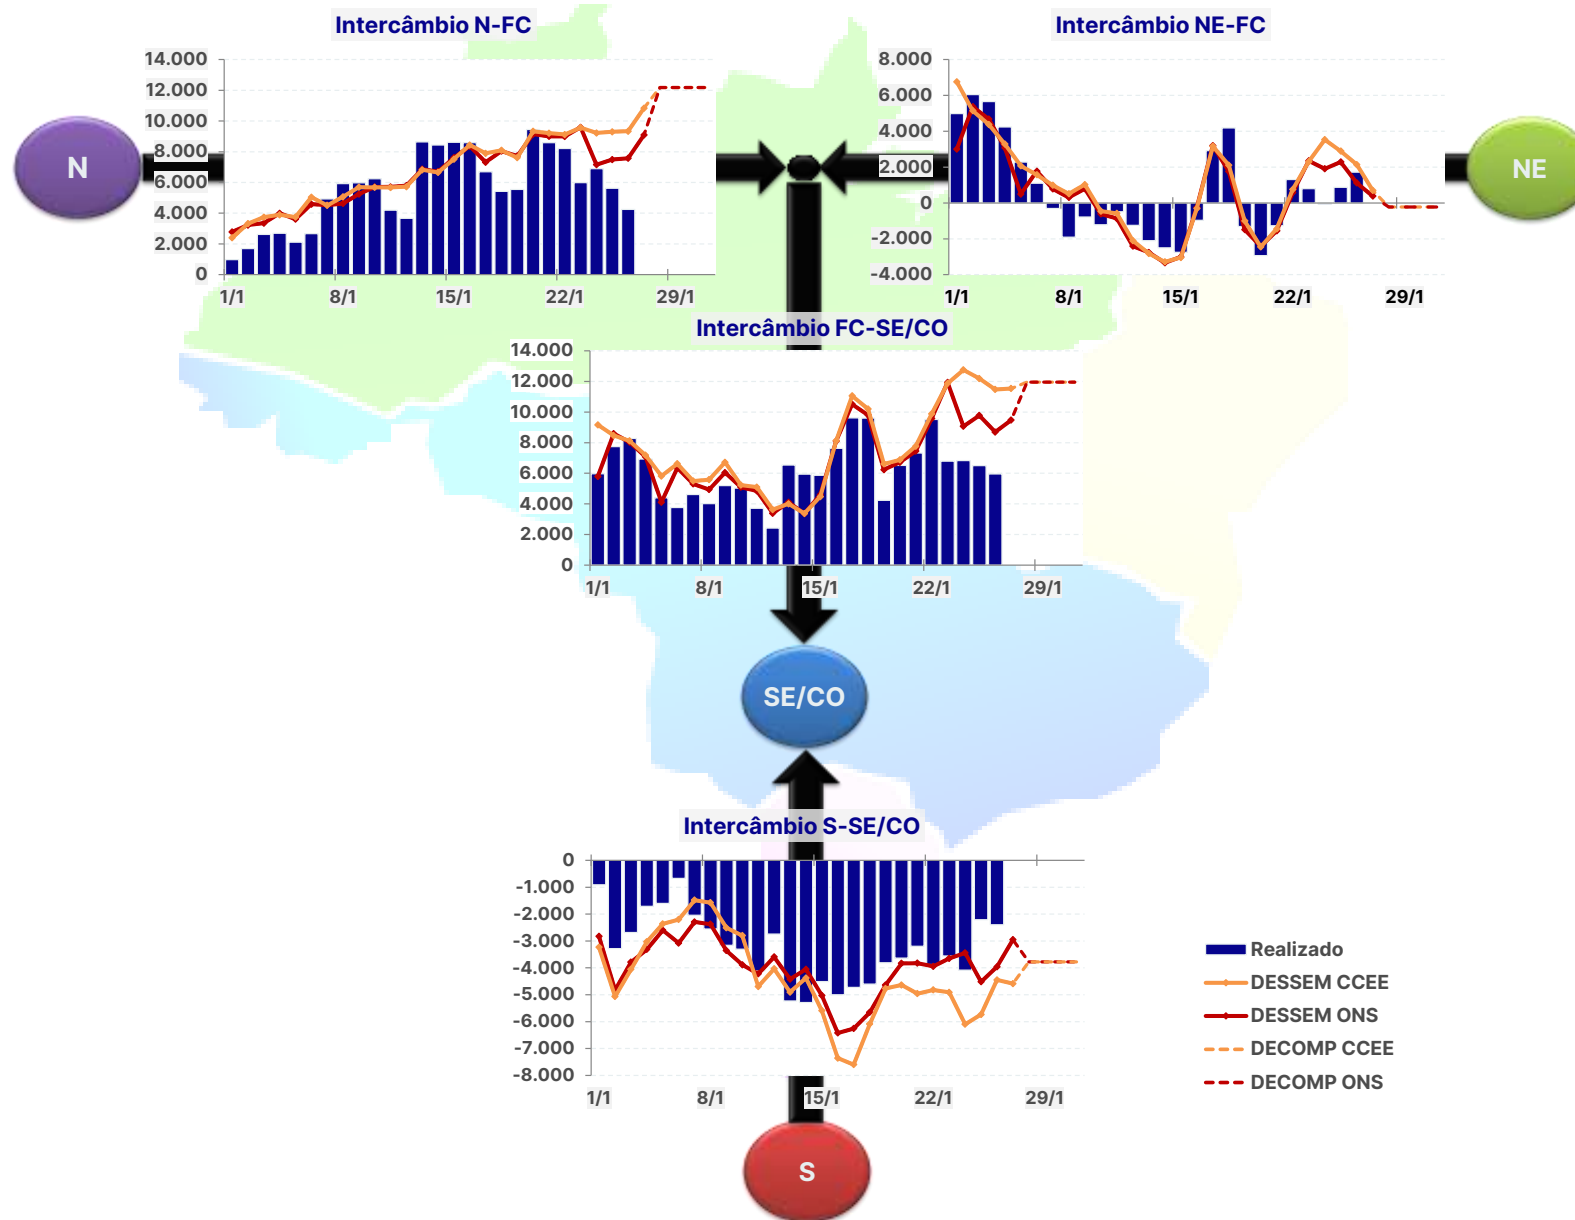 Intercâmbio N-FC
14.000
12.000
10.000
8.000
6.000
4.000
2.000
0
1/1 8/1 15/1 22/1 29/1
N
Intercâmbio NE-FC
8.000
6.000
4.000
2.000
0
-2.000
-4.000
1/1 8/1 15/1 22/1 29/1
NE
Intercâmbio FC-SE/CO
14.000
12.000
10.000
8.000
6.000
4.000
2.000
0
1/1 8/1 15/1 22/1 29/1
SE/CO
Intercâmbio S-SE/CO
0
-1.000
-2.000
-3.000
-4.000
-5.000
-6.000
-7.000
-8.000
1/1 8/1 15/1 22/1 29/1
Realizado
DESSEM CCEE
DESSEM ONS
DECOMP CCEE
DECOMP ONS
S